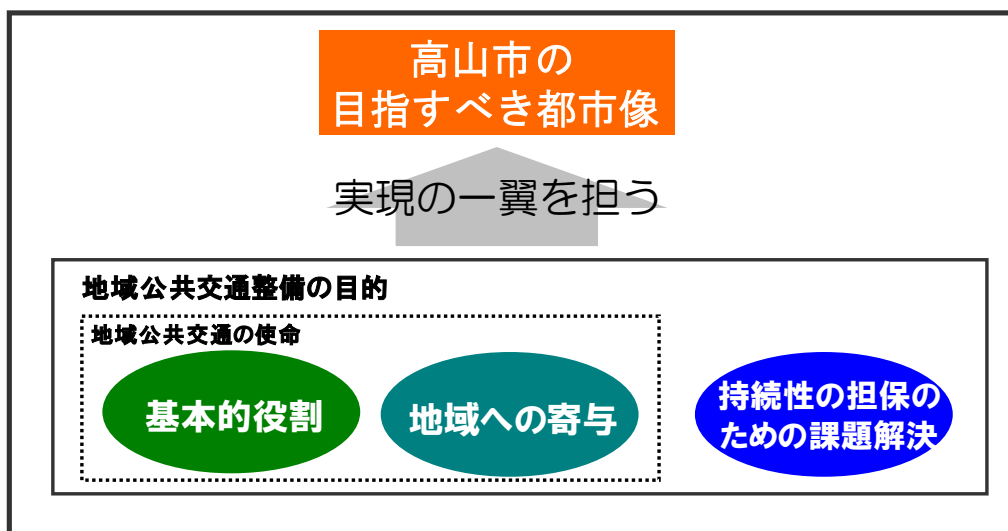 高山市の
目指すべき都市像
実現の一翼を担う
地域公共交通整備の目的
地域公共交通の使命
基本的役割
地域への寄与
持続性の担保の
ための課題解決